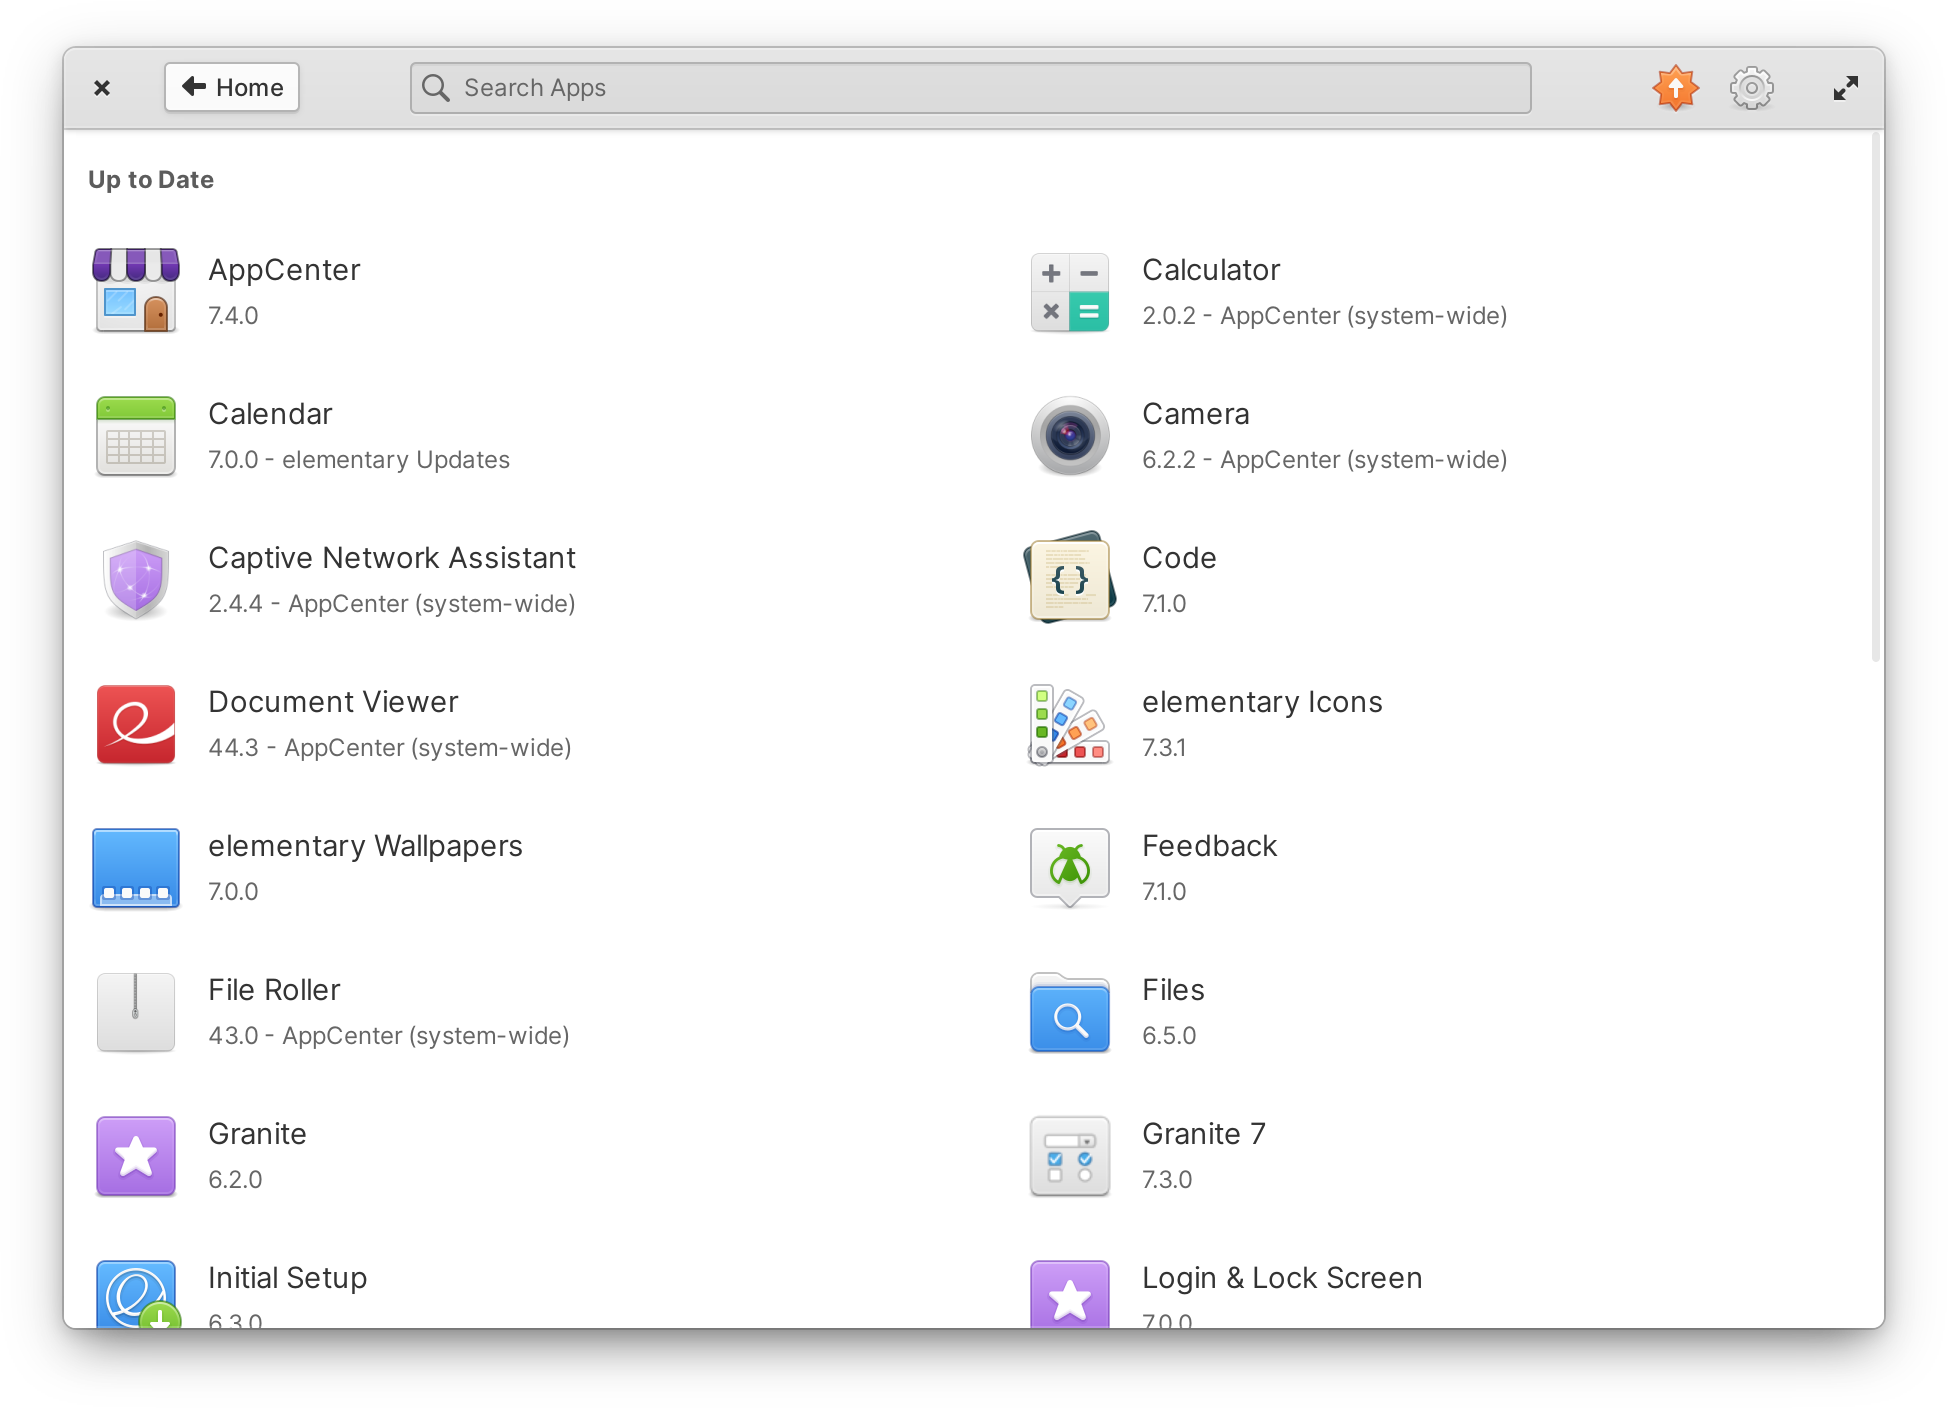 Home
Search Apps
Up to Date
AppCenter
7.4.0
Calculator
2.0.2 - AppCenter (system-wide)
Calendar
7.0.0 - elementary Updates
Camera
6.2.2 - AppCenter (system-wide)
Captive Network Assistant
2.4.4 - AppCenter (system-wide)
Code
7.1.0
Document Viewer
44.3 - AppCenter (system-wide)
elementary Icons
7.3.1
elementary Wallpapers
7.0.0
Feedback
7.1.0
File Roller
43.0 - AppCenter (system-wide)
Files
6.5.0
Granite
6.2.0
Granite 7
7.3.0
Initial Setup
6.3.0
Login & Lock Screen
7.0.0